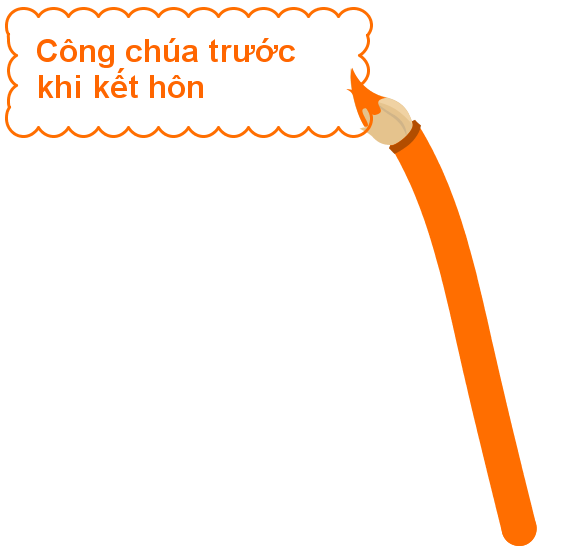 Công chúa trước
khi kết hôn